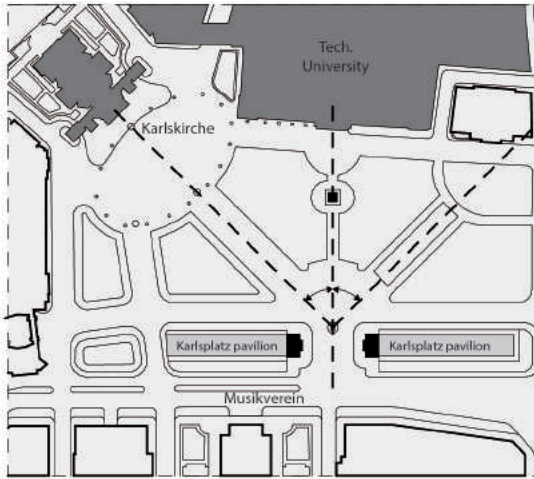 Tech.
University
Karlskirche
Karlsplatz pavilion
Karlsplatz pavilion
Musikverein